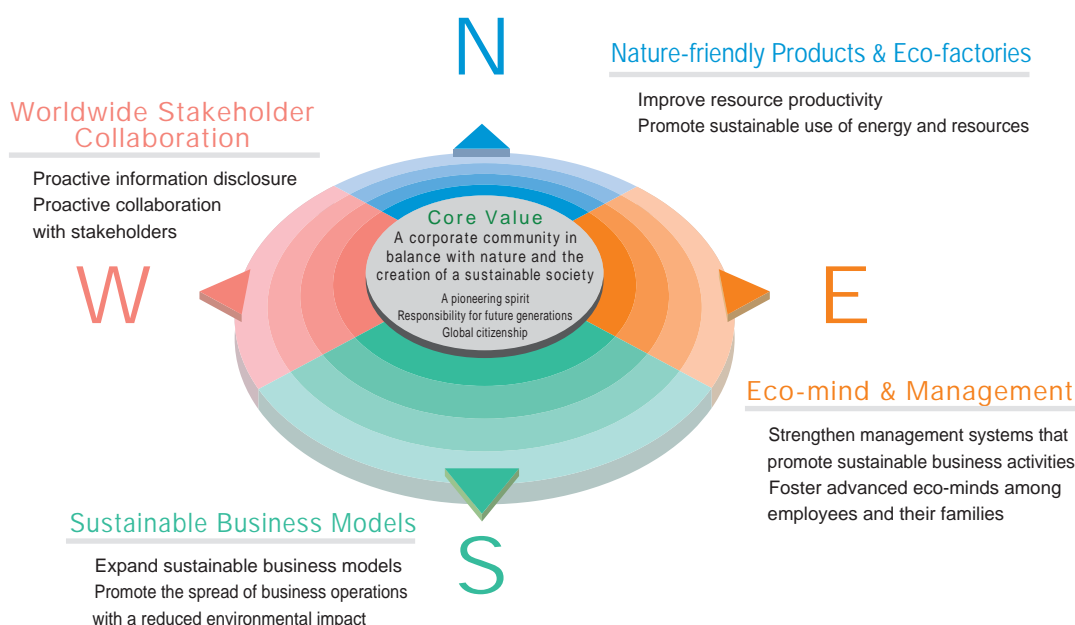 N
Nature-friendly Products & Eco-factories
Improve resource productivity
Promote sustainable use of energy and resources
Worldwide Stakeholder
Collaboration
Proactive information disclosure
Proactive collaboration
with stakeholders
W
Core Value
A corporate community in
balance with nature and the
creation of a sustainable society
A pioneering spirit
Responsibility for future generations
Global citizenship
E
Eco-mind & Management
Strengthen management systems that
promote sustainable business activities
Foster advanced eco-minds among
employees and their families
Sustainable Business Models
Expand sustainable business models
Promote the spread of business operations
with a reduced environmental impact
S